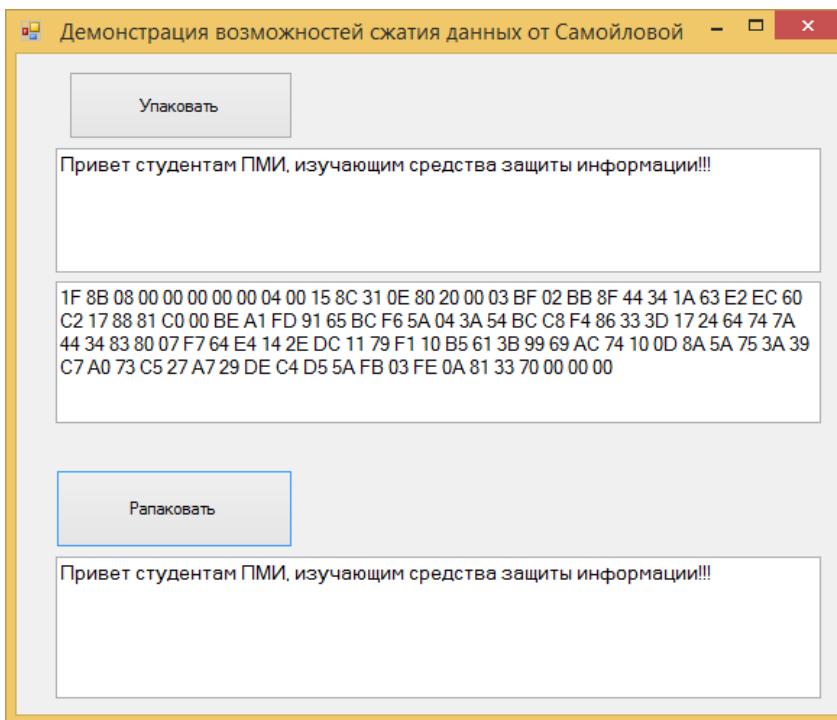 Демонстрация возможностей сжатия данных от Самойловой
Упаковать
Привет студентам ПМИ, изучающим средства защиты информации!!!
1F 8B 08 00 00 00 00 00 04 00 15 8C 31 0E 80 20 00 03 BF 02 BB 8F 44 34 1A 63 E2 EC 60
C2 17 88 81 C0 00 BE A1 FD 91 65 BC F6 5A 04 3A 54 BC C8 F4 86 33 3D 17 24 64 74 7A
44 34 83 80 07 F7 64 E4 14 2E DC 11 79 F1 10 B5 61 3B 99 69 AC 74 10 0D 8A 5A 75 3A 39
C7 A0 73 C5 27 A7 29 DE C4 D5 5A FB 03 FE 0A 81 33 70 00 00 00
Рапаковать
Привет студентам ПМИ, изучающим средства защиты информации!!!